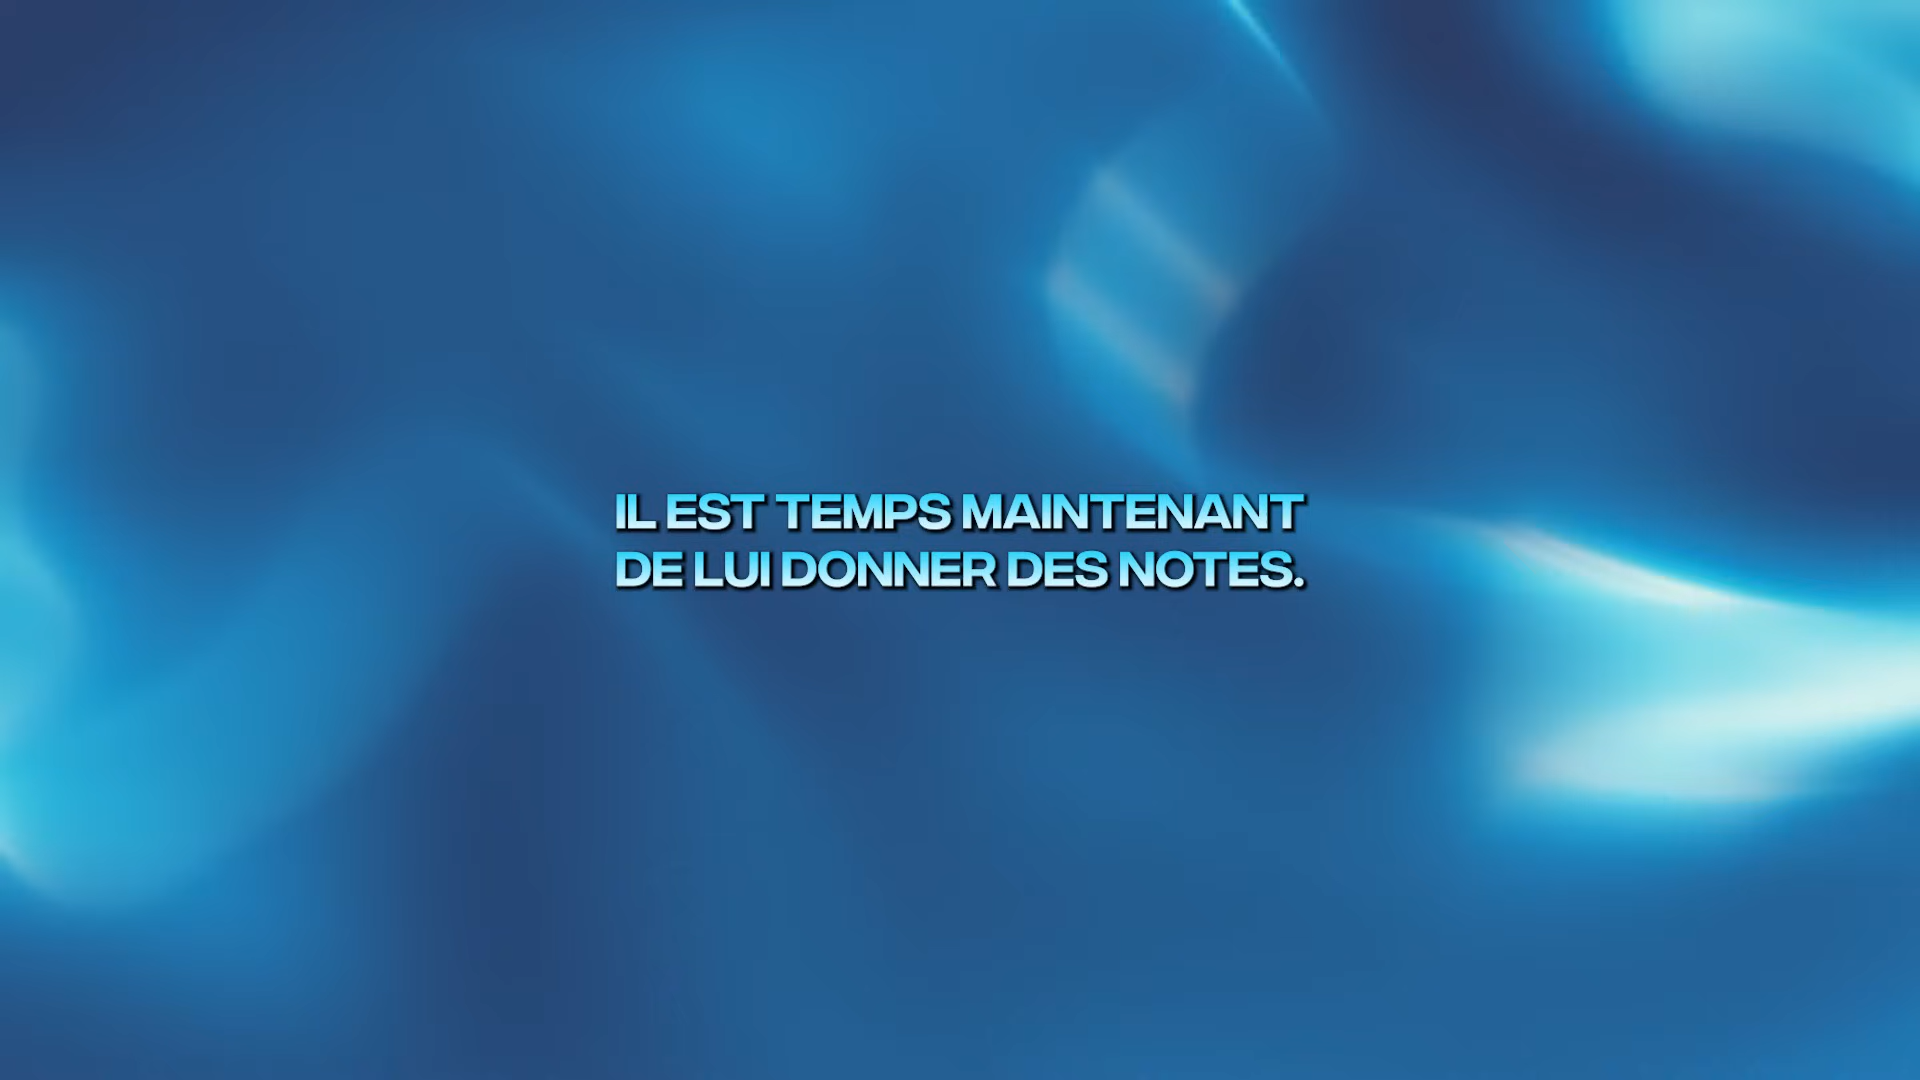 IL EST TEMPS MAINTENANT
DE LUI DONNER DES NOTES.